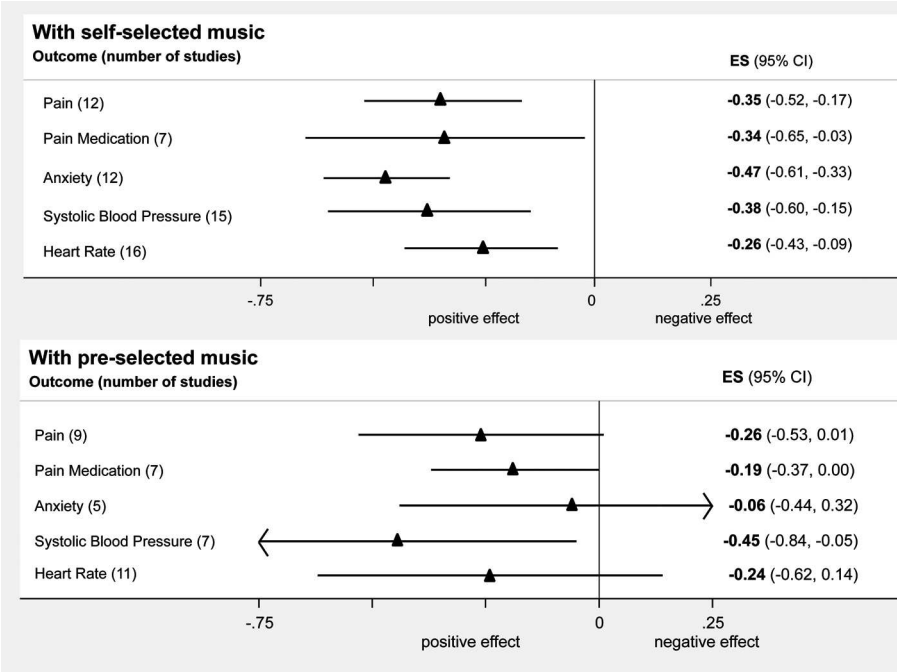 With self-selected music
Outcome (number of studies)
ES (95% CI)
Pain (12) -0.35 (-0.52, -0.17)
Pain Medication (7) -0.34 (-0.65, -0.03)
Anxiety (12) -0.47 (-0.61, -0.33)
Systolic Blood Pressure (15) -0.38 (-0.60, -0.15)
Heart Rate (16) -0.26 (-0.43, -0.09)
-.75 0 .25
positive effect negative effect
With pre-selected music
Outcome (number of studies)
ES (95% CI)
Pain (9) -0.26 (-0.53, 0.01)
Pain Medication (7) -0.19 (-0.37, 0.00)
Anxiety (5) -0.06 (-0.44, 0.32)
Systolic Blood Pressure (7) -0.45 (-0.84, -0.05)
Heart Rate (11) -0.24 (-0.62, 0.14)
-.75 0 .25
positive effect negative effect